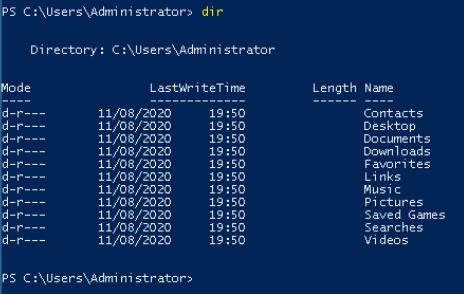 PS C:\Users\Administrator> dir
Directory: C:\Users\Administrator
Mode LastWriteTime Length Name
---- ------------- ------ ----
d-r--- 11/08/2020 19:50 Contacts
d-r--- 11/08/2020 19:50 Desktop
d-r--- 11/08/2020 19:50 Documents
d-r--- 11/08/2020 19:50 Downloads
d-r--- 11/08/2020 19:50 Favorites
d-r--- 11/08/2020 19:50 Links
d-r--- 11/08/2020 19:50 Music
d-r--- 11/08/2020 19:50 Pictures
d-r--- 11/08/2020 19:50 Saved Games
d-r--- 11/08/2020 19:50 Searches
d-r--- 11/08/2020 19:50 Videos
PS C:\Users\Administrator>